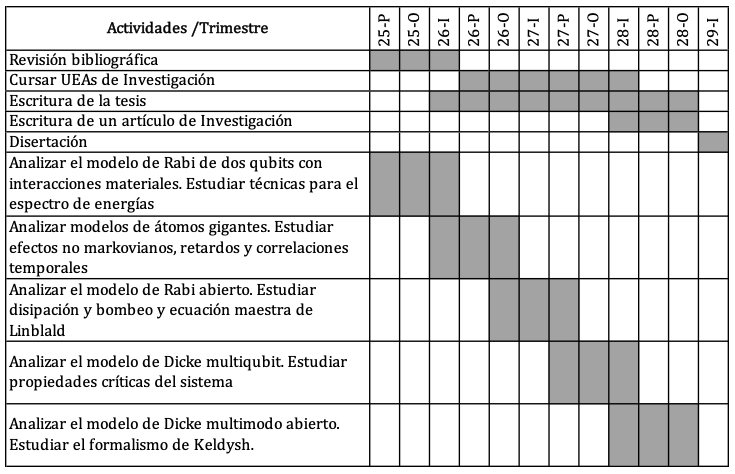 Actividades /Trimestre 25-P 25-O 26-I 26-P 26-O 27-I 27-P 27-O 28-I 28-P 28-O 29-I
Revisión bibliográfica
Cursar UEAs de Investigación
Escritura de la tesis
Escritura de un artículo de Investigación
Disertación
Analizar el modelo de Rabi de dos qubits con
interacciones materiales. Estudiar técnicas para el
espectro de energías
Analizar modelos de átomos gigantes. Estudiar
efectos no markovianos, retardos y correlaciones
temporales
Analizar el modelo de Rabi abierto. Estudiar
disipación y bombeo y ecuación maestra de
Linblald
Analizar el modelo de Dicke multiqubit. Estudiar
propiedades críticas del sistema
Analizar el modelo de Dicke multimodo abierto.
Estudiar el formalismo de Keldysh.